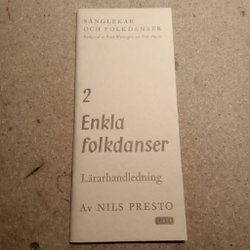 SÅNGLEKAR
OCH FOLKDANSER
2
Enkla
folkdanser
Lärarhandledning
Av NILS PRESTO